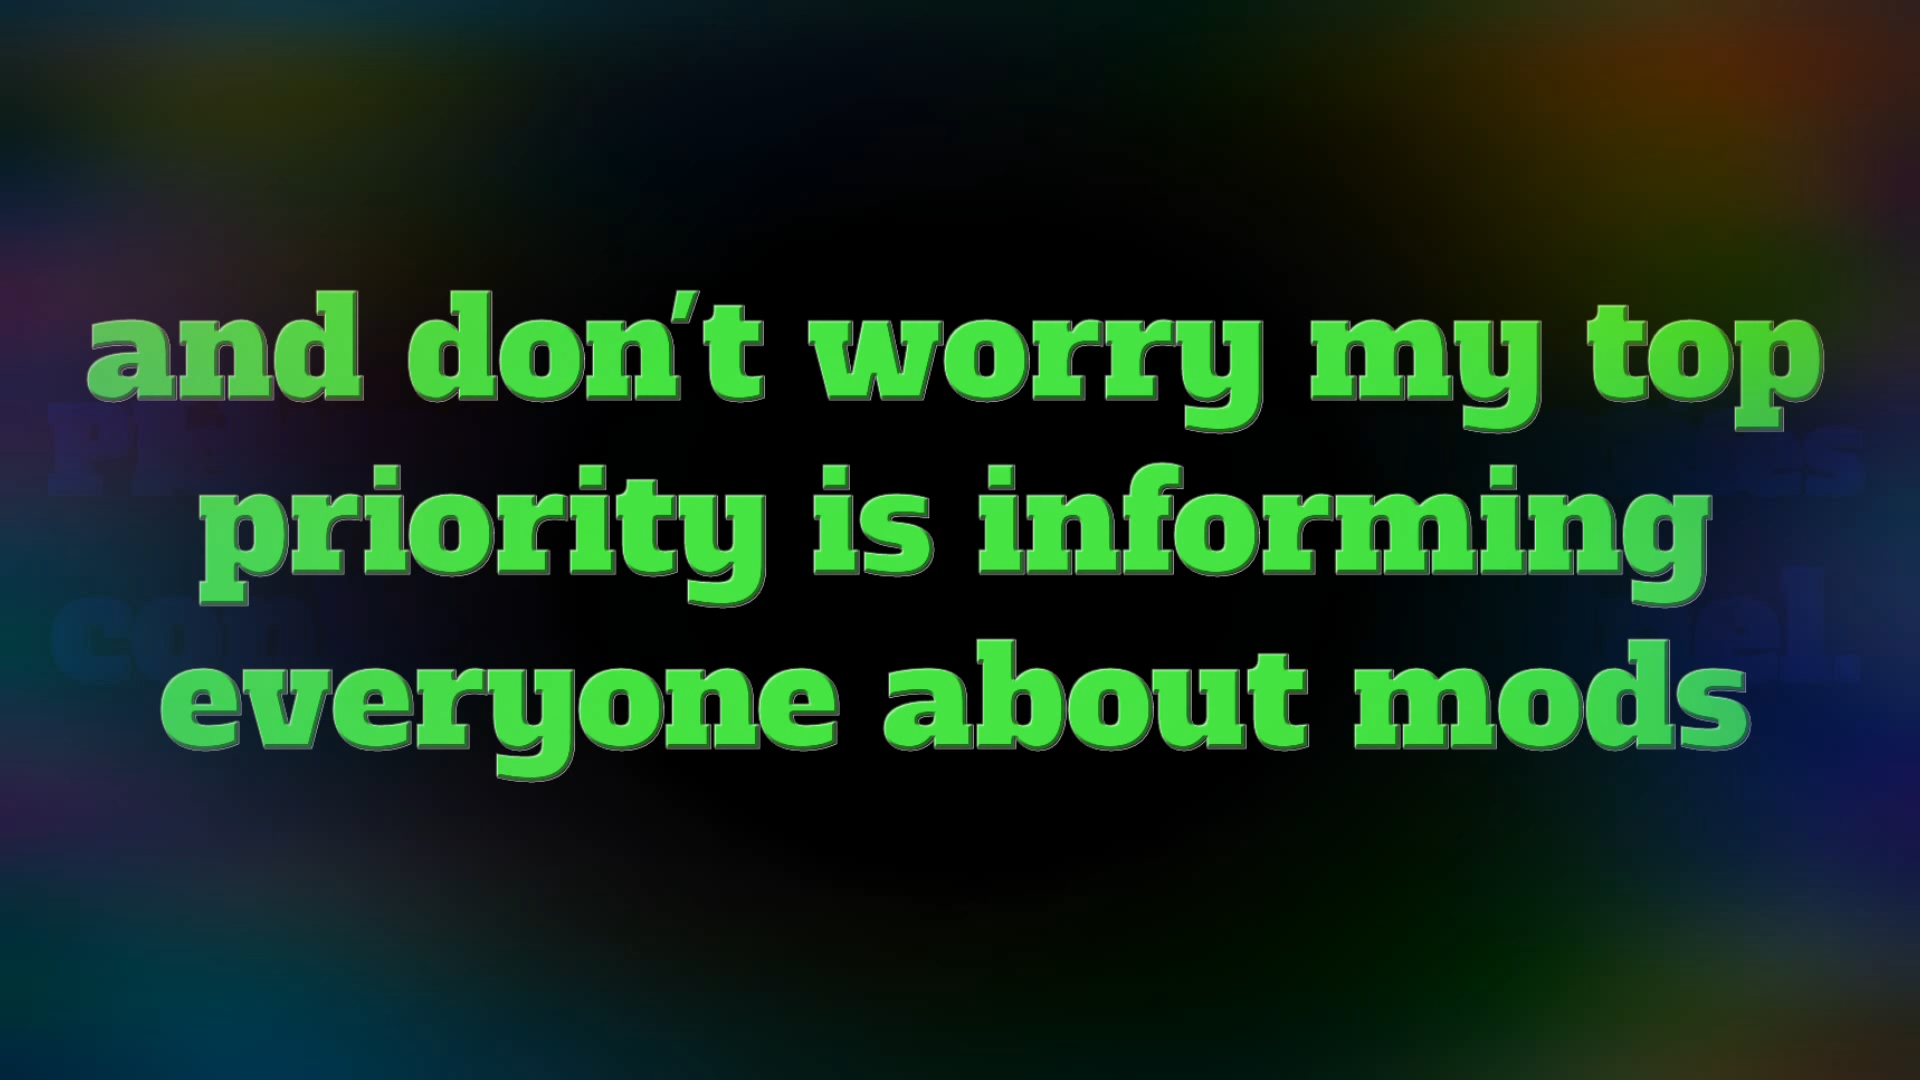 and don't worry my top
priority is informing
everyone about mods